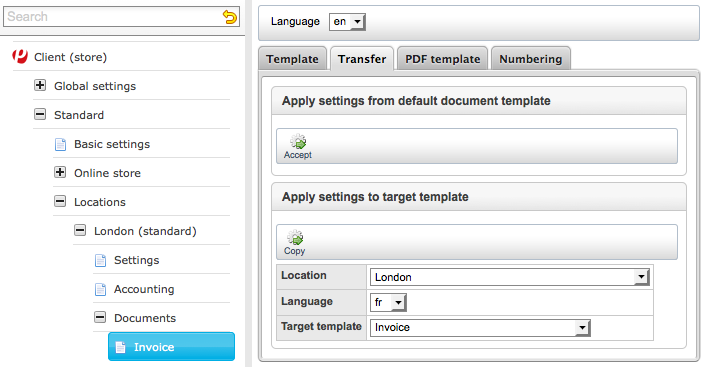 Search
Client (store)
Global settings
Standard
Basic settings
Online store
Locations
London (standard)
Settings
Accounting
Documents
Invoice
Language en
Template Transfer PDF template Numbering
Apply settings from default document template
Accept
Apply settings to target template
Copy
Location London
Language fr
Target template Invoice